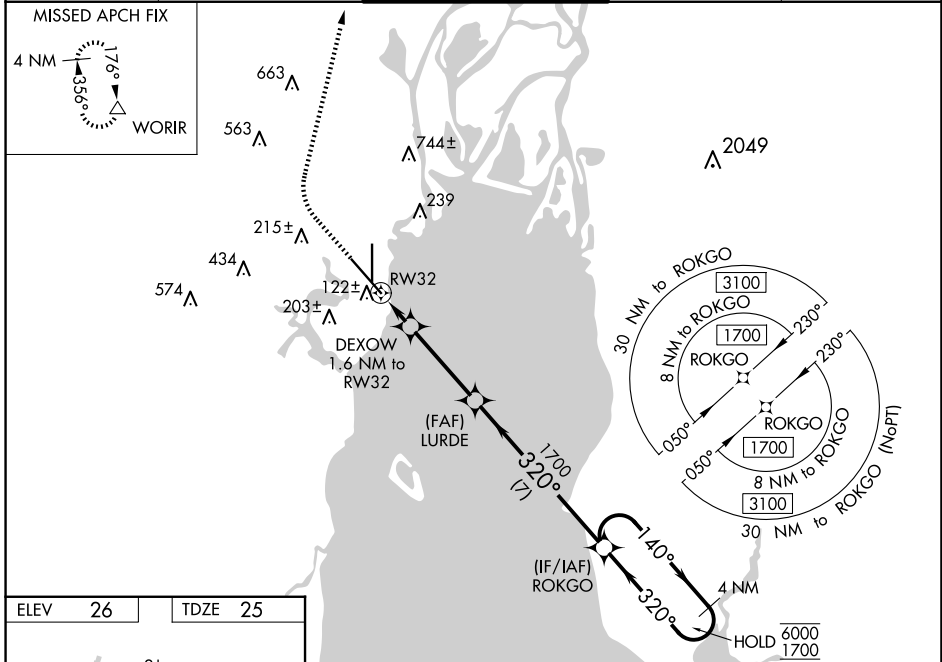 MISSED APCH FIX
4 NM
176°
356°
WORIR
663
563
744±
2049
239
215±
434
574
122±
RW32
203±
DEXOW
1.6 NM to
RW32
(FAF)
LURDE
1700
320°
(7)
(IF/IAF)
ROKGO
140°
320°
4 NM
HOLD
6000
1700
30 NM to ROKGO
3100
8 NM to ROKGO
1700
ROKGO
230°
050°
230°
050°
ROKGO
1700
8 NM to ROKGO
3100
30 NM to ROKGO (NoPT)
ELEV 26
TDZE 25